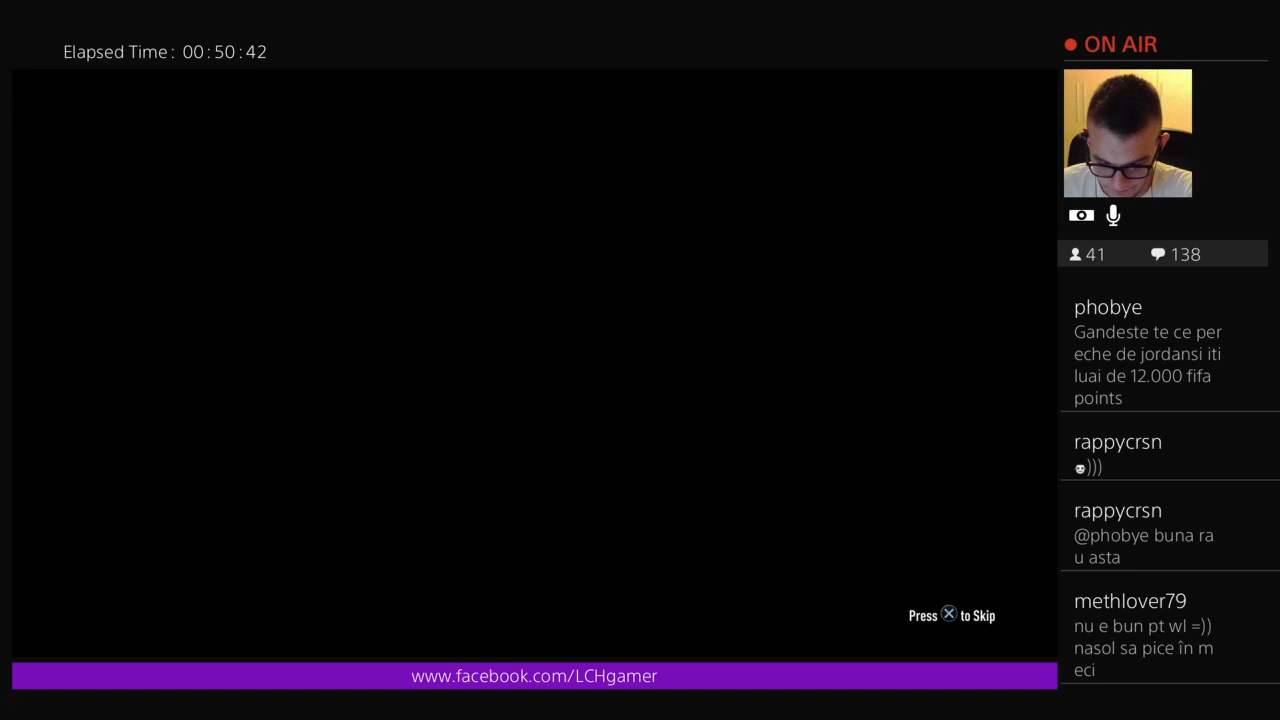 Elapsed Time: 00:50:42
ON AIR
41 138
phobye
Gandeste te ce per
eche de jordansi iti
luai de 12.000 fifa
points
rappycrsn
)))
rappycrsn
@phobye buna ra
u asta
methlover79
nu e bun pt wl =))
nasol sa pice în m
eci
Press to Skip
www.facebook.com/LCHgamer